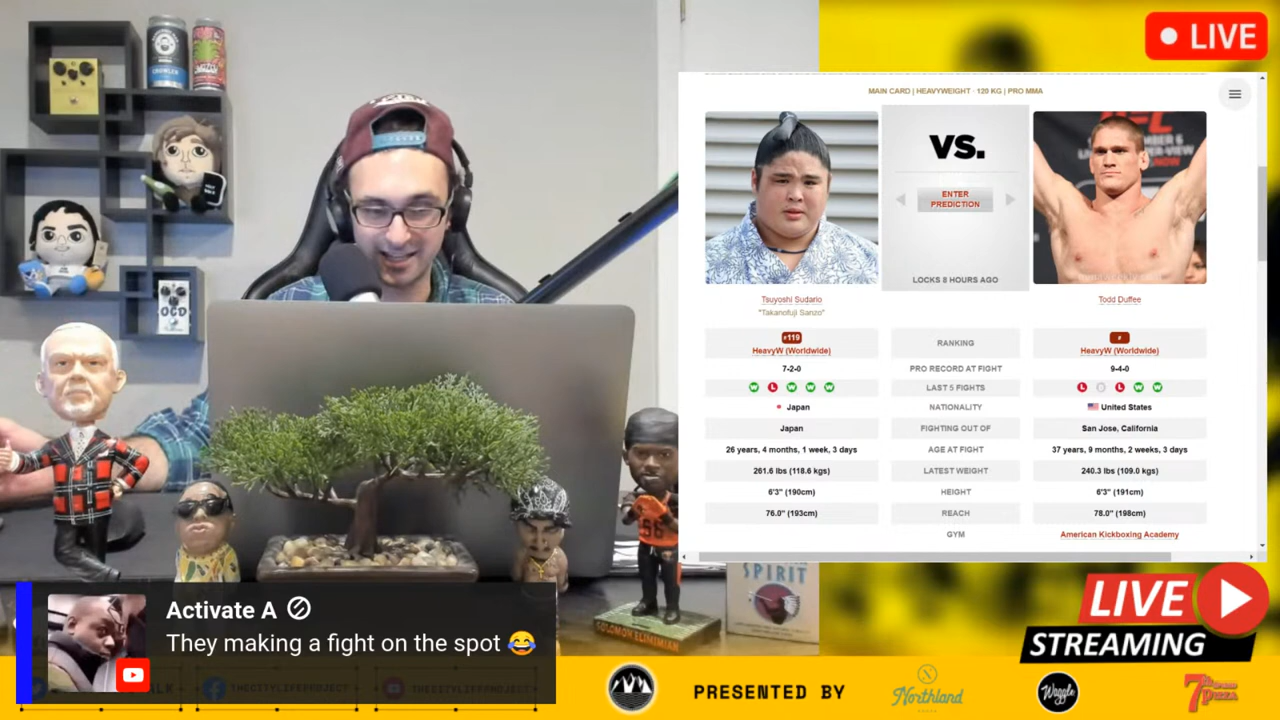 LIVE
MAIN CARD | HEAVYWEIGHT · 120 KG | PRO MMA
VS.
ENTER
PREDICTION
LOCKS 8 HOURS AGO
Tsuyoshi Sudario
"Takanofuji Sanzo"
Todd Duffee
#119
HeavyW (Worldwide)
RANKING
#
HeavyW (Worldwide)
7-2-0
PRO RECORD AT FIGHT
9-4-0
W L W W W
LAST 5 FIGHTS
L L W W
Japan
NATIONALITY
United States
Japan
FIGHTING OUT OF
San Jose, California
26 years, 4 months, 1 week, 3 days
AGE AT FIGHT
37 years, 9 months, 2 weeks, 3 days
261.6 lbs (118.6 kgs)
LATEST WEIGHT
240.3 lbs (109.0 kgs)
6'3" (190cm)
HEIGHT
6'3" (191cm)
76.0" (193cm)
REACH
78.0" (198cm)
GYM
American Kickboxing Academy
OCD
SPIRIT
SOLOMON ELIMIMIAN
Activate A
They making a fight on the spot 😂
LIVE
STREAMING
THECITYLIFEPROJECT
THECITYLIFEPROJECT
PRESENTED BY
Northland
Waggle